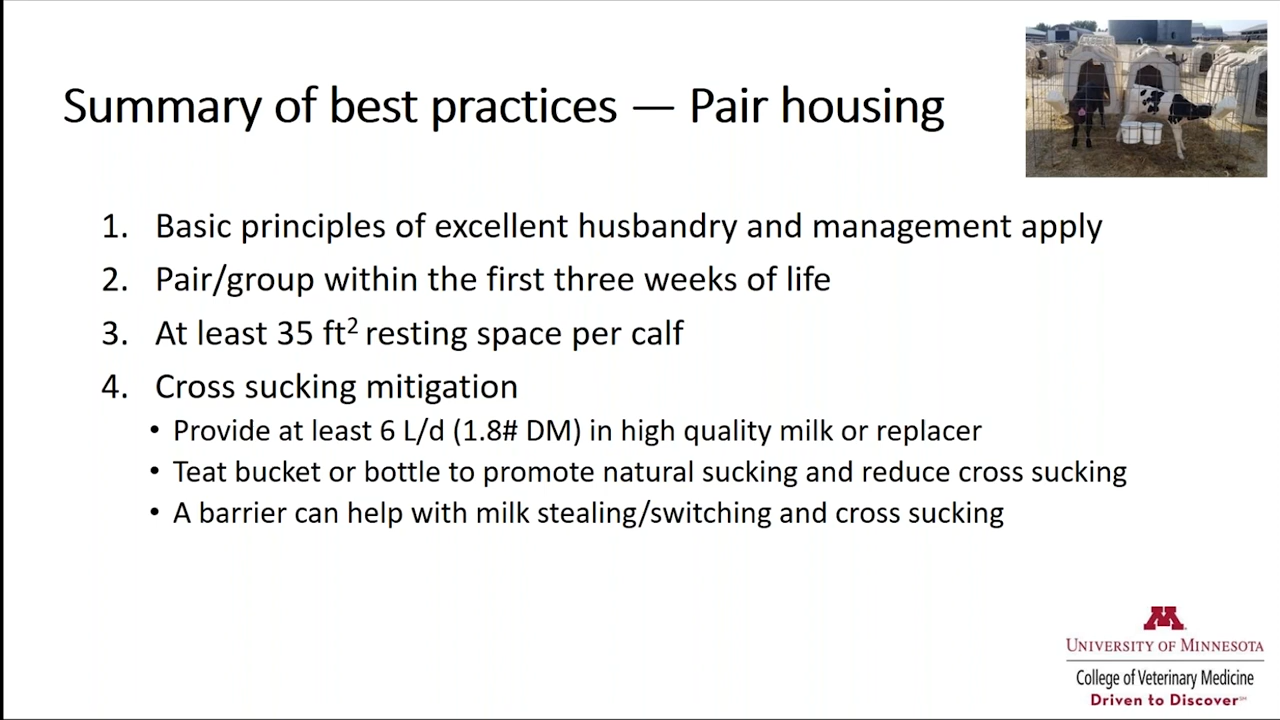 Summary of best practices — Pair housing
1. Basic principles of excellent husbandry and management apply
2. Pair/group within the first three weeks of life
3. At least 35 ft² resting space per calf
4. Cross sucking mitigation
• Provide at least 6 L/d (1.8# DM) in high quality milk or replacer
• Teat bucket or bottle to promote natural sucking and reduce cross sucking
• A barrier can help with milk stealing/switching and cross sucking
M
UNIVERSITY OF MINNESOTA
College of Veterinary Medicine
Driven to Discover℠